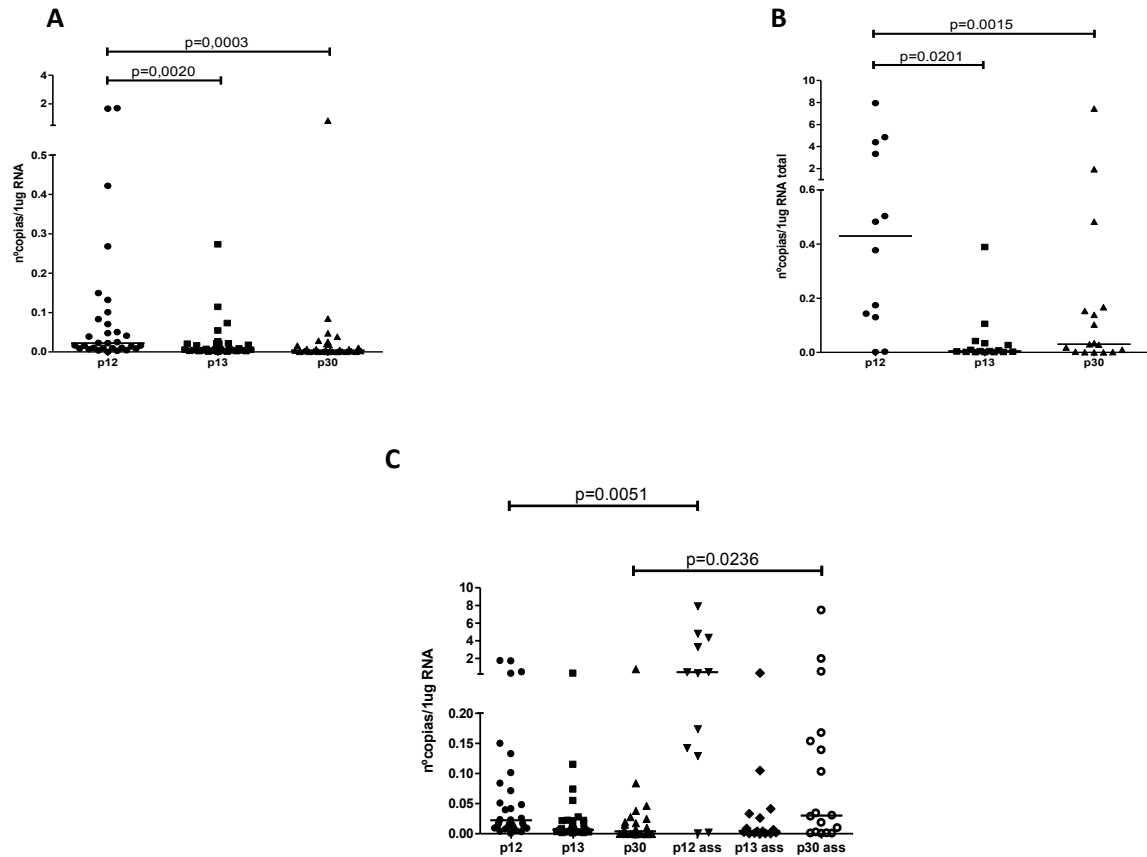 A
p=0,0003
p=0,0020
4
2
0.5
0.4
0.3
0.2
0.1
0.0
nºcopias/1ug RNA
p12 p13 p30
B
p=0.0015
p=0.0201
10
8
6
4
2
0.6
0.4
0.2
0.0
nºcopias/1ug RNA total
p12 p13 p30
C
p=0.0051
p=0.0236
10
8
6
4
2
0.20
0.15
0.10
0.05
0.00
nºcopias/1ug RNA
p12 p13 p30 p12 ass p13 ass p30 ass